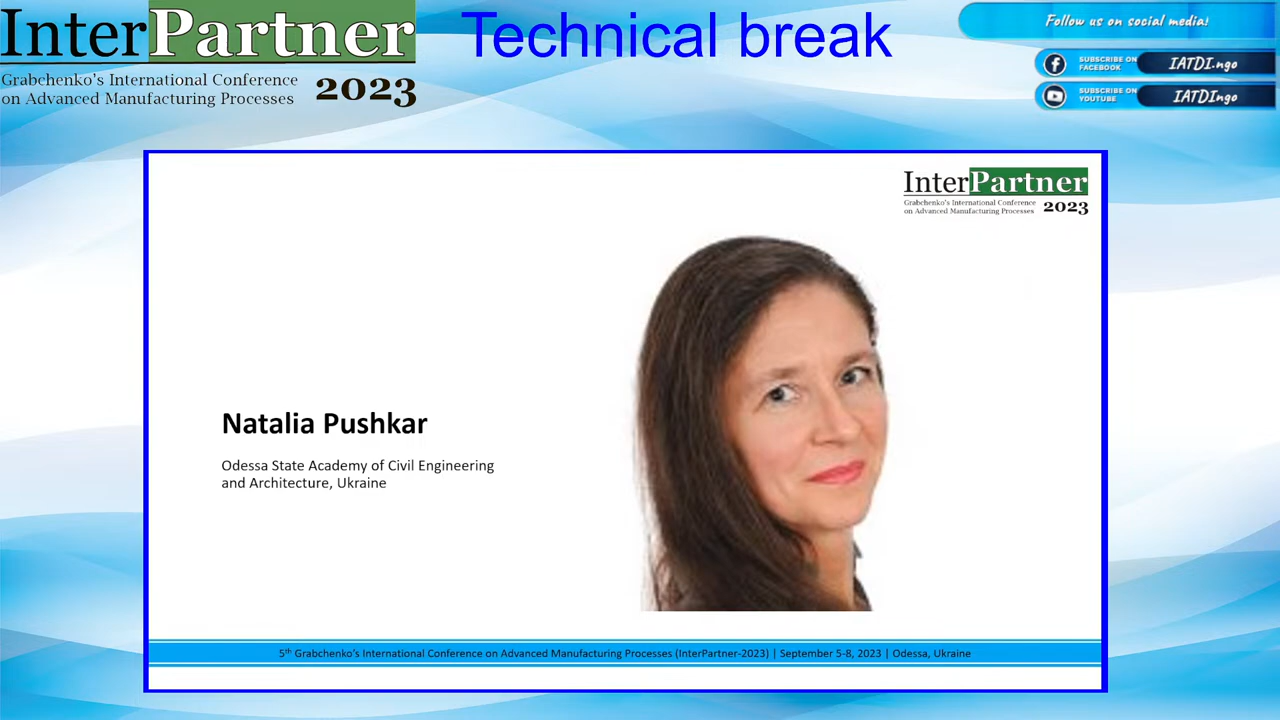 InterPartner
Grabchenko's International Conference
on Advanced Manufacturing Processes 2023
Technical break
Follow us on social media!
SUBSCRIBE ON
FACEBOOK
IATDI.ngo
SUBSCRIBE ON
YOUTUBE
IATDIngo
InterPartner
Grabchenko's International Conference
on Advanced Manufacturing Processes 2023
Natalia Pushkar
Odessa State Academy of Civil Engineering
and Architecture, Ukraine
5th Grabchenko's International Conference on Advanced Manufacturing Processes (InterPartner-2023) | September 5-8, 2023 | Odessa, Ukraine